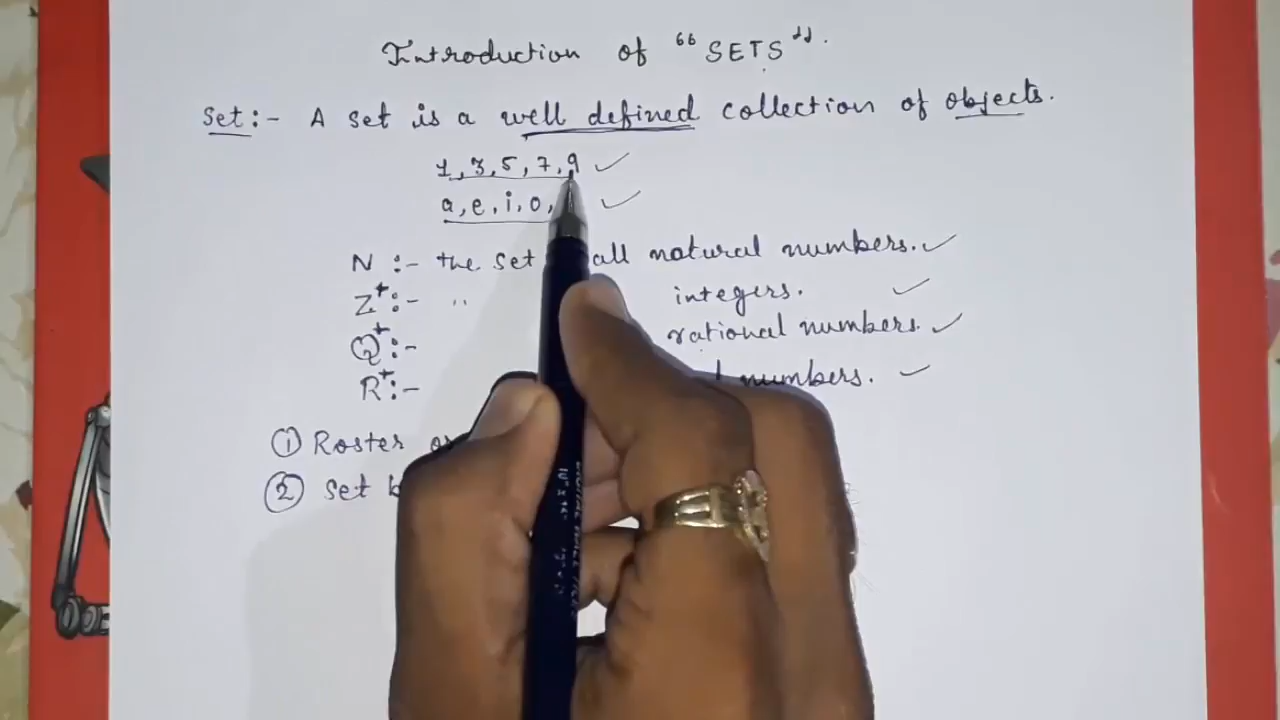 Introduction of "SETS".
Set:- A set is a well defined collection of objects.
1, 3, 5, 7, 9 ✓
a, e, i, o, ✓
N :- the set all natural numbers. ✓
Z⁺:- " integers. ✓
Q⁺:- rational numbers. ✓
R⁺:- numbers. ✓
① Roster
② Set